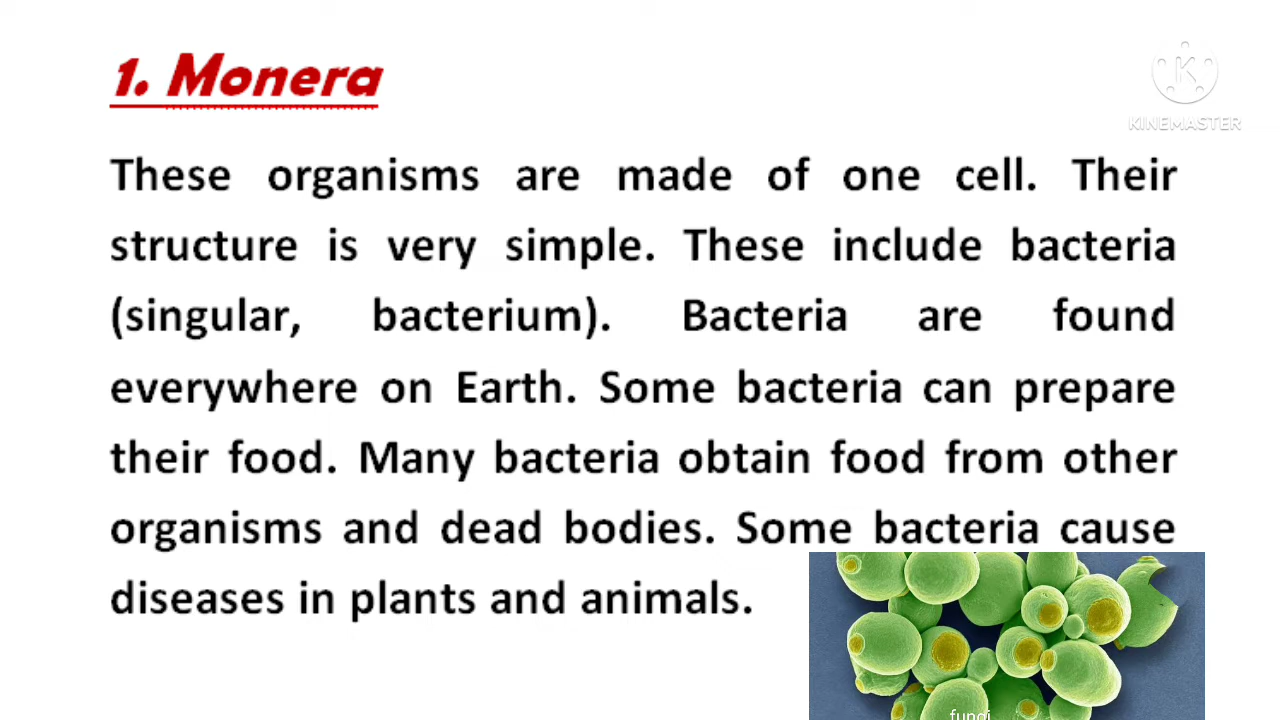 1. Monera
KINEMASTER
These organisms are made of one cell. Their
structure is very simple. These include bacteria
(singular, bacterium). Bacteria are found
everywhere on Earth. Some bacteria can prepare
their food. Many bacteria obtain food from other
organisms and dead bodies. Some bacteria cause
diseases in plants and animals.
fungi